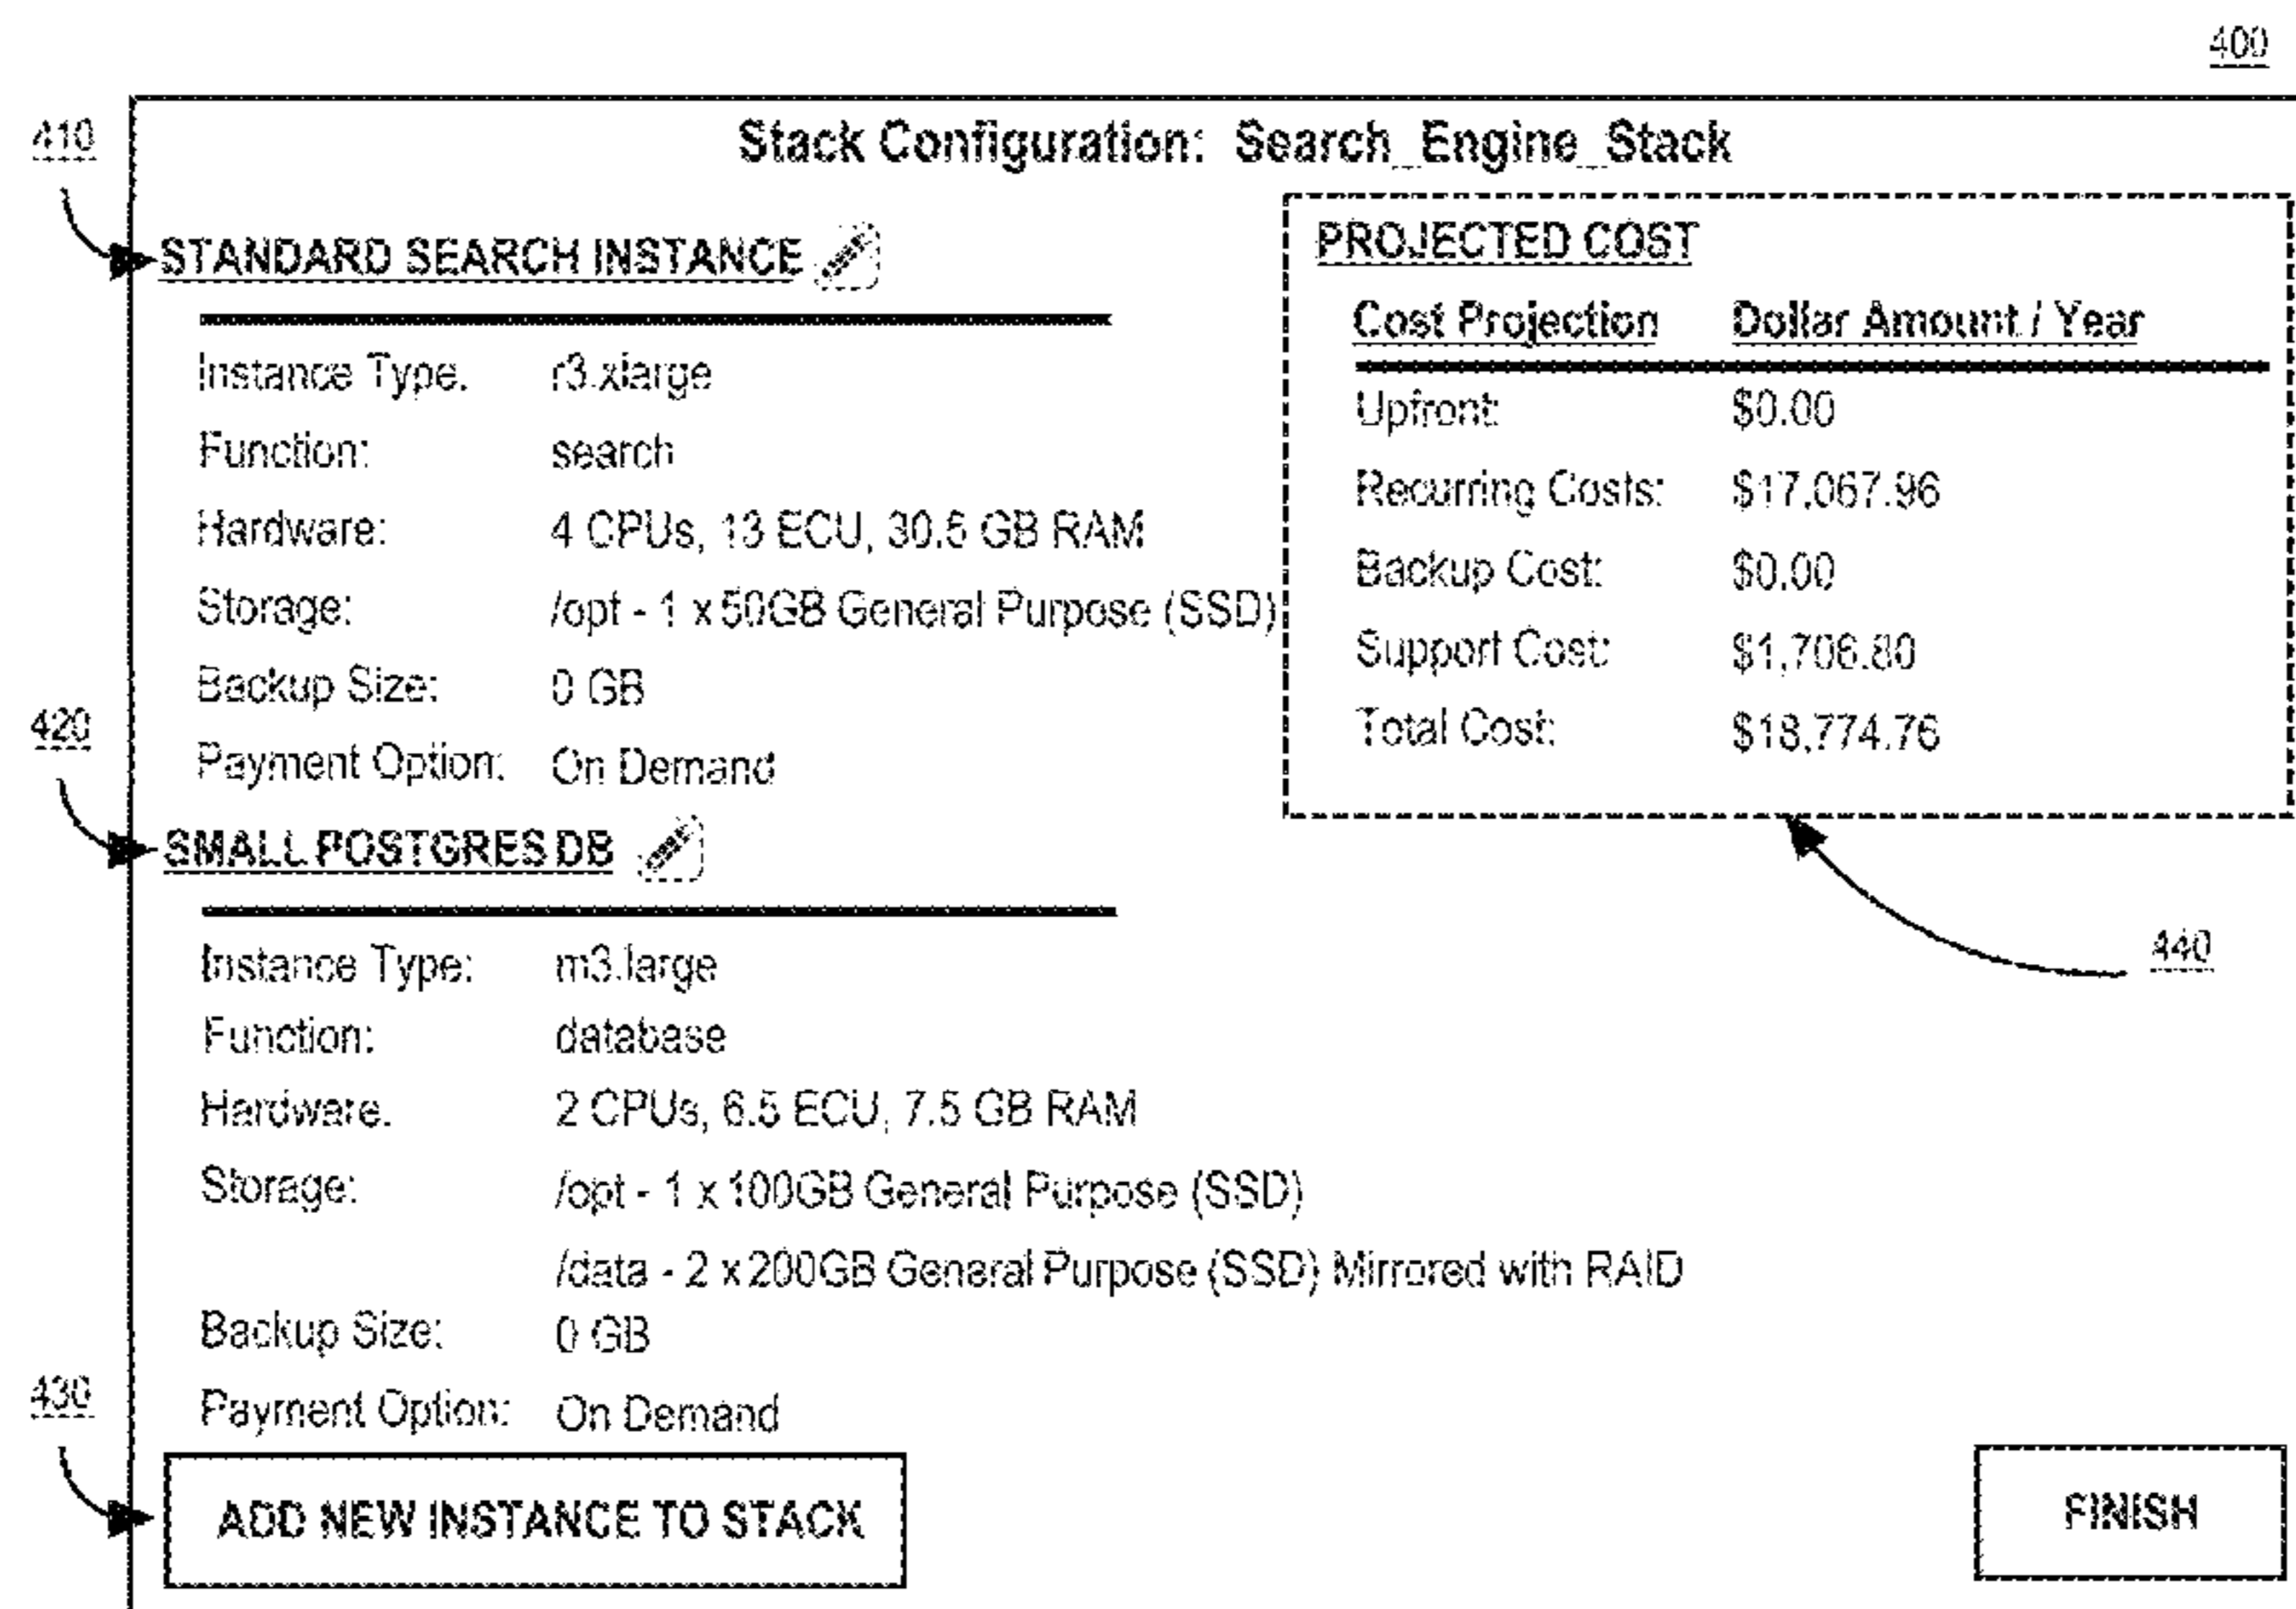 400
410
Stack Configuration: Search_Engine_Stack
STANDARD SEARCH INSTANCE
Instance Type: r3.xlarge
Function: search
Hardware: 4 CPUs, 13 ECU, 30.5 GB RAM
Storage: /opt - 1 x 50GB General Purpose (SSD)
Backup Size: 0 GB
420
Payment Option: On Demand
PROJECTED COST
Cost Projection Dollar Amount / Year
Upfront: $0.00
Recurring Costs: $17,067.96
Backup Cost: $0.00
Support Cost: $1,706.80
Total Cost: $18,774.76
440
SMALL POSTGRES DB
Instance Type: m3.large
Function: database
Hardware: 2 CPUs, 6.5 ECU, 7.5 GB RAM
Storage: /opt - 1 x 100GB General Purpose (SSD)
/data - 2 x 200GB General Purpose (SSD) Mirrored with RAID
Backup Size: 0 GB
430
Payment Option: On Demand
ADD NEW INSTANCE TO STACK
FINISH